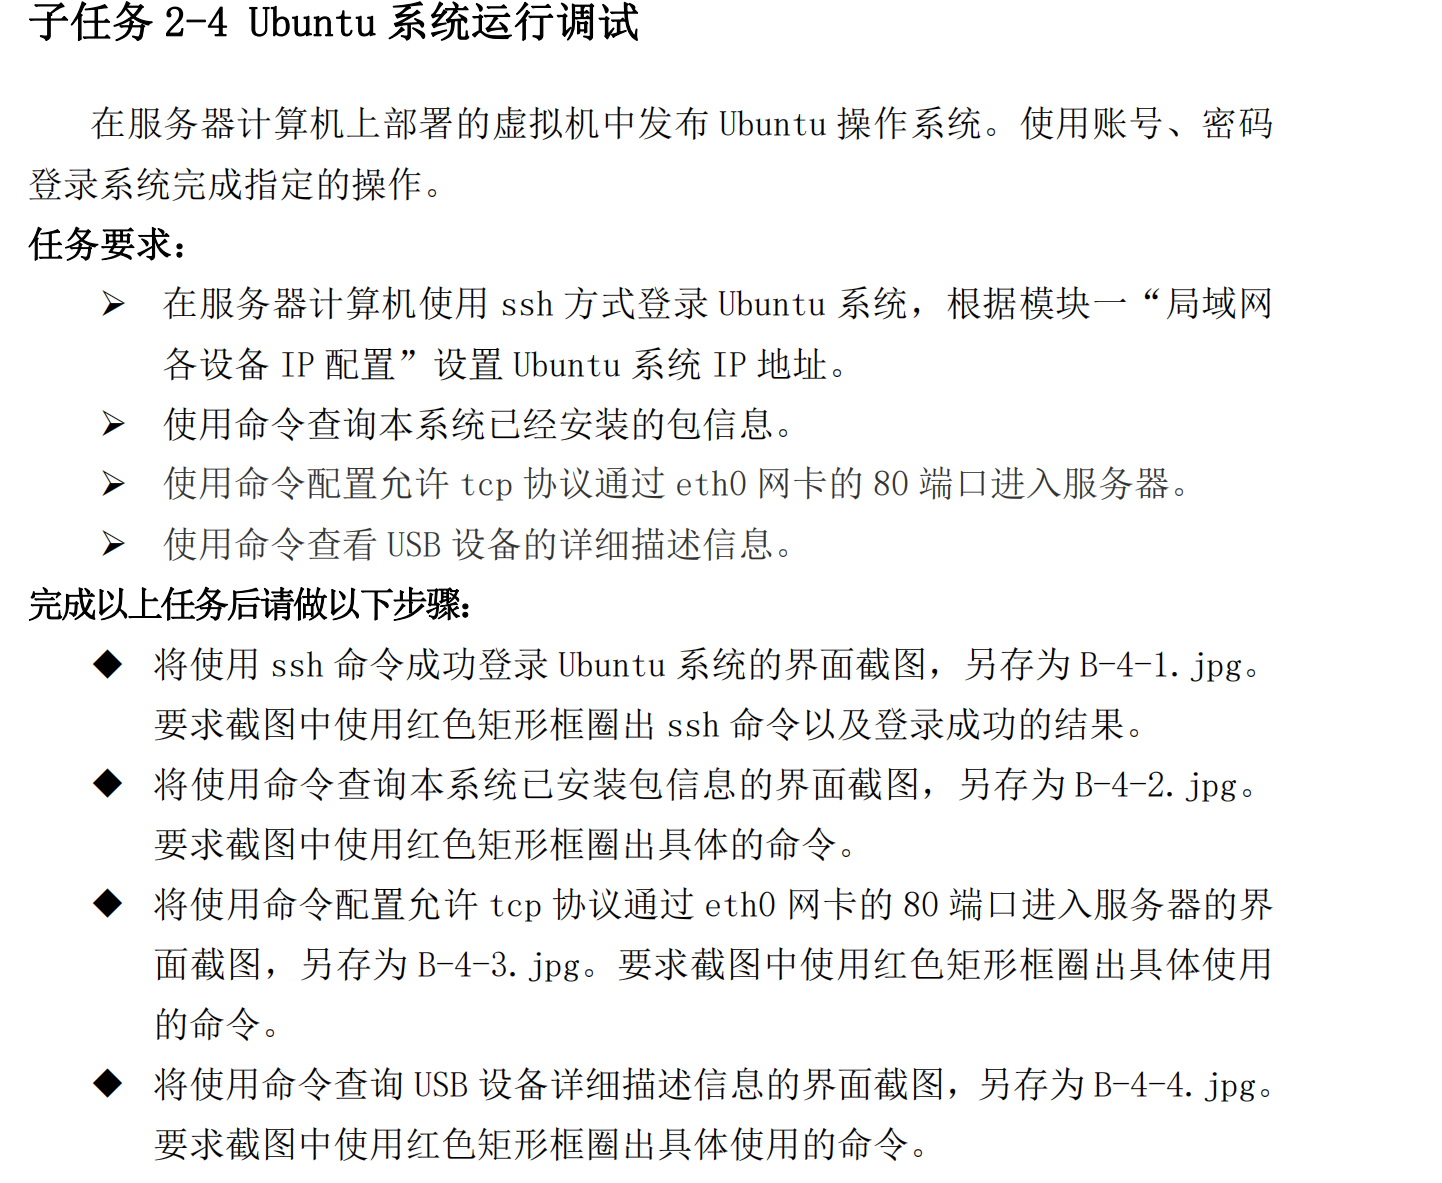 子任务 2-4 Ubuntu 系统运行调试
在服务器计算机上部署的虚拟机中发布 Ubuntu 操作系统。使用账号、密码
登录系统完成指定的操作。
任务要求：
➢ 在服务器计算机使用 ssh 方式登录 Ubuntu 系统，根据模块一“局域网
各设备 IP 配置”设置 Ubuntu 系统 IP 地址。
➢ 使用命令查询本系统已经安装的包信息。
➢ 使用命令配置允许 tcp 协议通过 eth0 网卡的 80 端口进入服务器。
➢ 使用命令查看 USB 设备的详细描述信息。
完成以上任务后请做以下步骤：
◆ 将使用 ssh 命令成功登录 Ubuntu 系统的界面截图，另存为 B-4-1.jpg。
要求截图中使用红色矩形框圈出 ssh 命令以及登录成功的结果。
◆ 将使用命令查询本系统已安装包信息的界面截图，另存为 B-4-2.jpg。
要求截图中使用红色矩形框圈出具体的命令。
◆ 将使用命令配置允许 tcp 协议通过 eth0 网卡的 80 端口进入服务器的界
面截图，另存为 B-4-3.jpg。要求截图中使用红色矩形框圈出具体使用
的命令。
◆ 将使用命令查询 USB 设备详细描述信息的界面截图，另存为 B-4-4.jpg。
要求截图中使用红色矩形框圈出具体使用的命令。